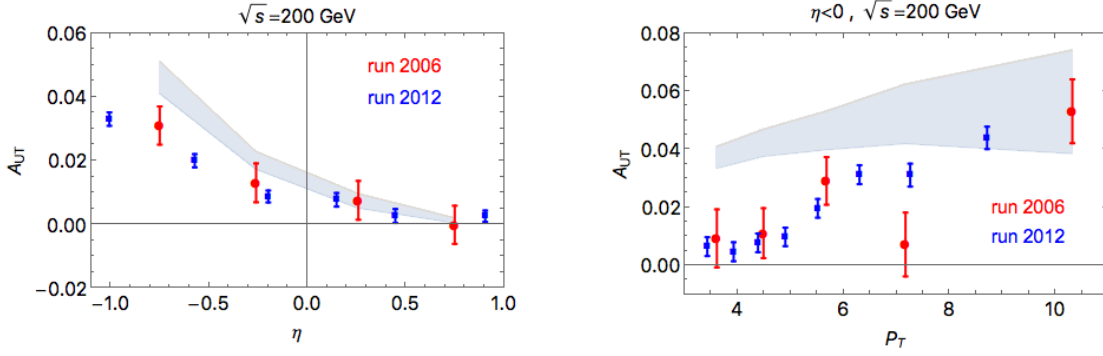 √s =200 GeV
0.06
0.04
0.02
0.00
−0.02
A_UT
run 2006
run 2012
−1.0 −0.5 0.0 0.5 1.0
η
η<0 , √s =200 GeV
0.08
0.06
0.04
0.02
0.00
A_UT
run 2006
run 2012
4 6 8 10
P_T